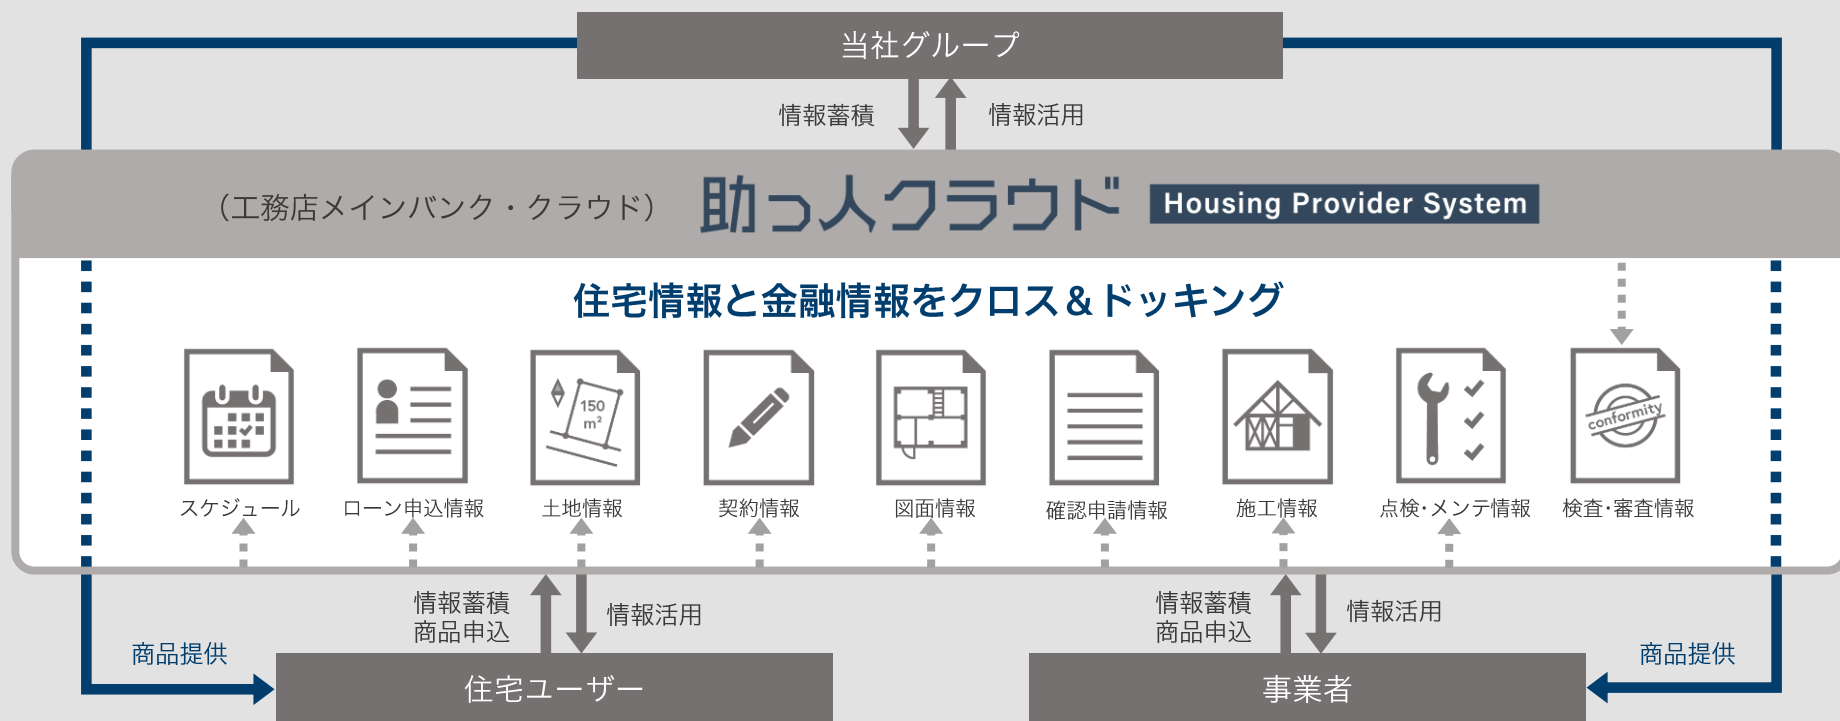 当社グループ
情報蓄積
情報活用
（工務店メインバンク・クラウド）
助っ人クラウド
Housing Provider System
住宅情報と金融情報をクロス＆ドッキング
150
m²
conformity
スケジュール
ローン申込情報
土地情報
契約情報
図面情報
確認申請情報
施工情報
点検・メンテ情報
検査・審査情報
情報蓄積
商品申込
情報活用
情報蓄積
商品申込
情報活用
商品提供
商品提供
住宅ユーザー
事業者